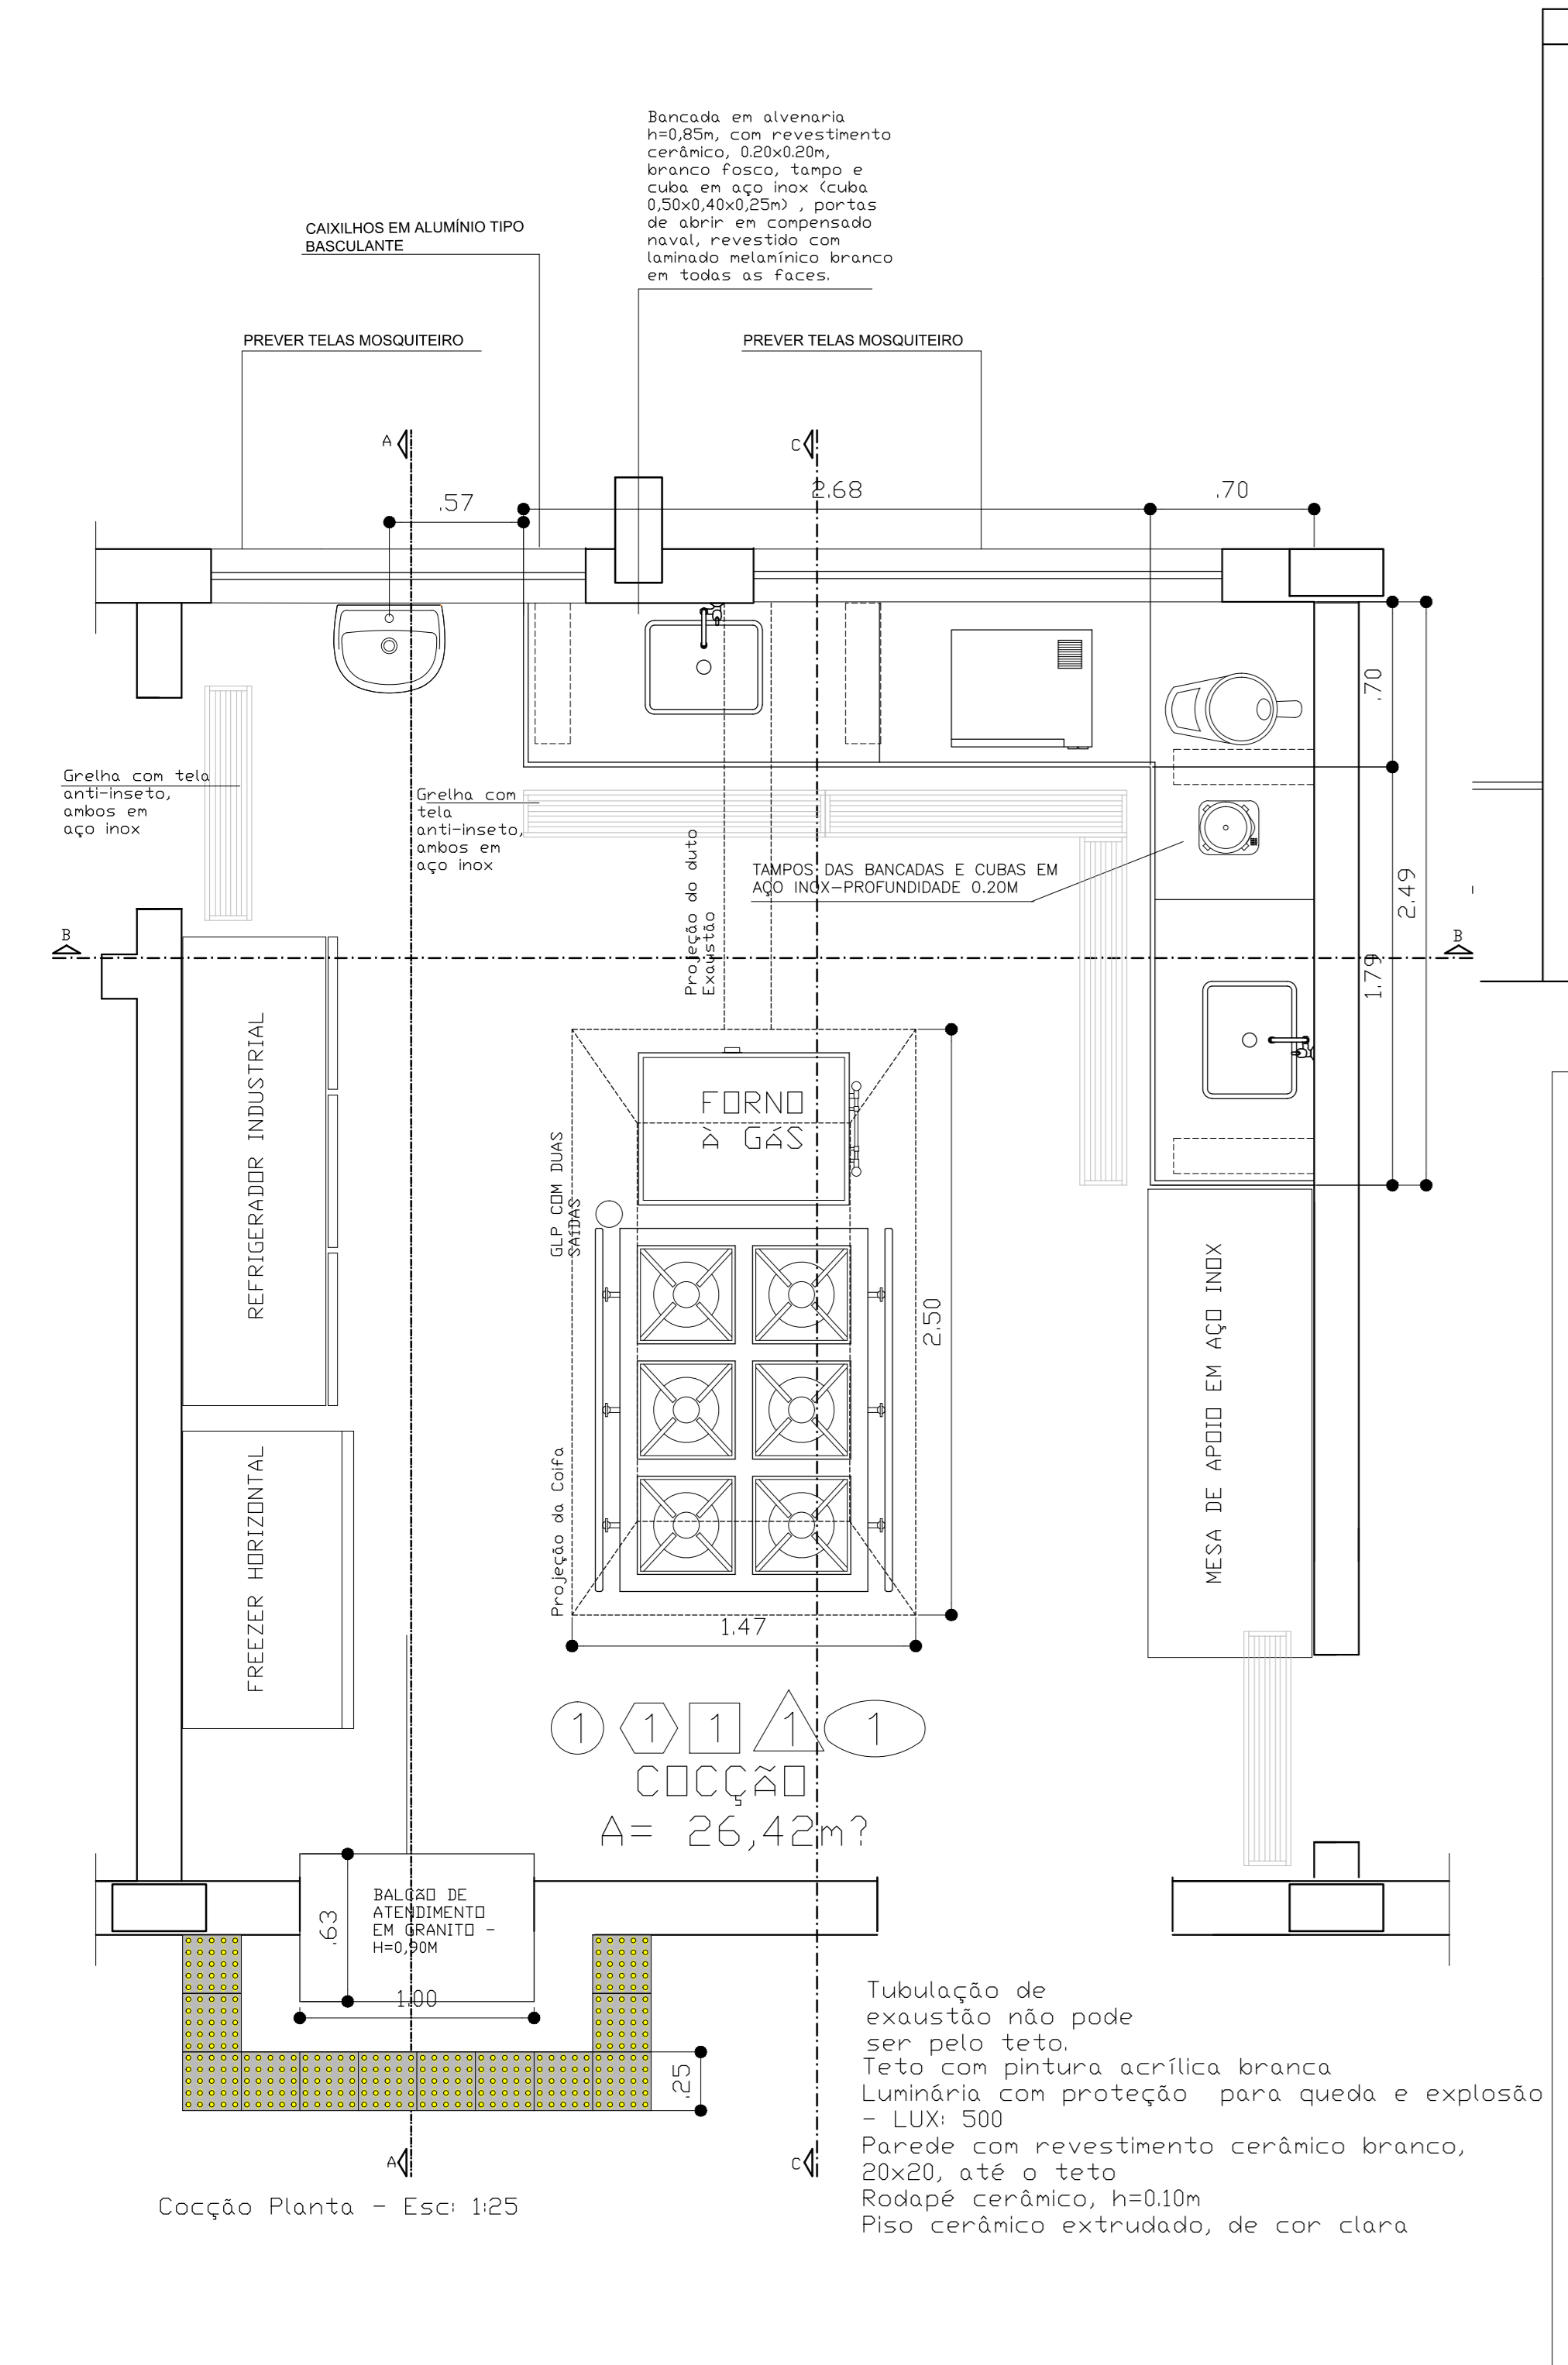 Bancada em alvenaria
h=0,85m, com revestimento
cerâmico, 0.20x0.20m,
branco fosco, tampo e
cuba em aço inox (cuba
0,50x0,40x0,25m) , portas
de abrir em compensado
naval, revestido com
laminado melamínico branco
em todas as faces.
CAIXILHOS EM ALUMÍNIO TIPO
BASCULANTE
PREVER TELAS MOSQUITEIRO
PREVER TELAS MOSQUITEIRO
A
C
.57
2.68
.70
.70
2.49
1.79
Grelha com tela
anti-inseto,
ambos em
aço inox
Grelha com
tela
anti-inseto,
ambos em
aço inox
Projeção do duto
Exaustão
TAMPOS DAS BANCADAS E CUBAS EM
AÇO INOX-PROFUNDIDADE 0.20M
B
B
REFRIGERADOR INDUSTRIAL
FORNO
À GÁS
GLP COM DUAS
SAÍDAS
2.50
MESA DE APOIO EM AÇO INOX
FREEZER HORIZONTAL
Projeção da Coifa
1.47
1 1 1 1 1
COCÇÃO
A= 26,42m?
BALCÃO DE
ATENDIMENTO
EM GRANITO -
H=0,90M
.63
1.00
.25
A
C
Tubulação de
exaustão não pode
ser pelo teto.
Teto com pintura acrílica branca
Luminária com proteção para queda e explosão
- LUX: 500
Parede com revestimento cerâmico branco,
20x20, até o teto
Rodapé cerâmico, h=0.10m
Piso cerâmico extrudado, de cor clara
Cocção Planta - Esc: 1:25